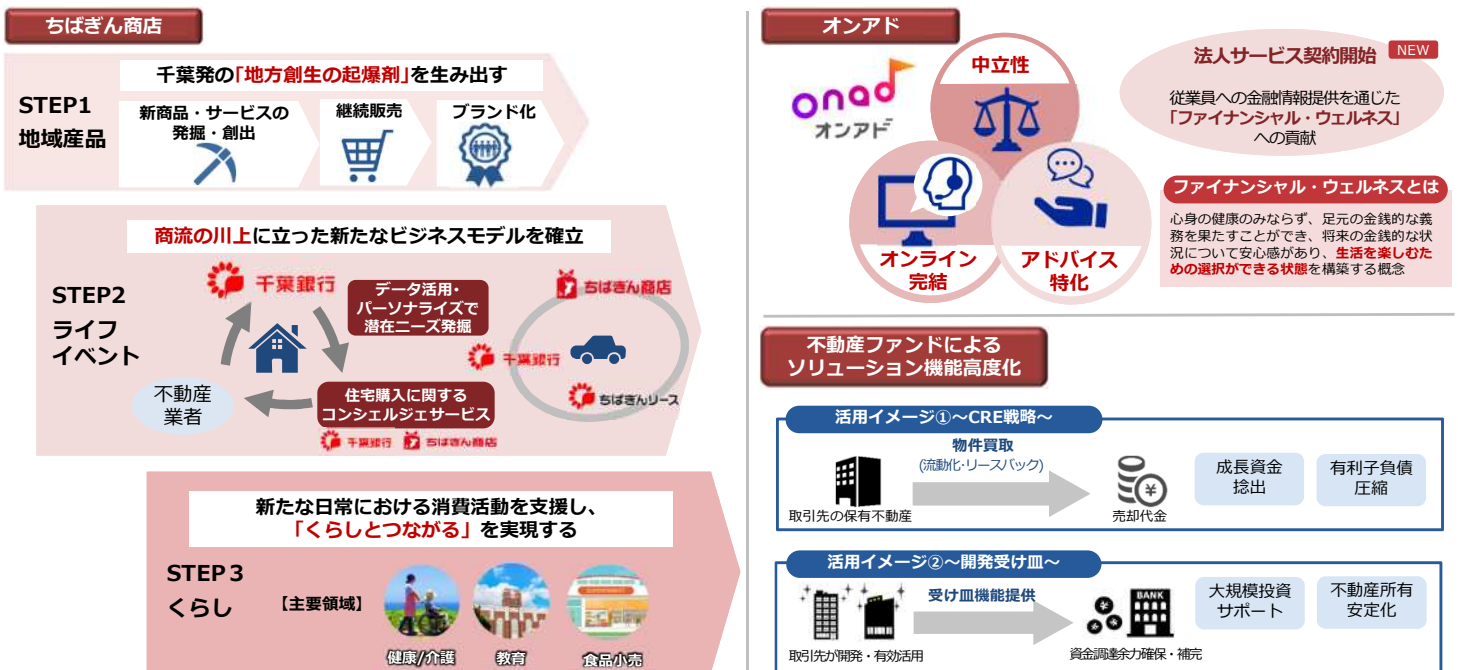 ちばぎん商店
STEP1
地域産品
千葉発の「地方創生の起爆剤」を生み出す
新商品・サービスの
発掘・創出
継続販売
ブランド化
STEP2
ライフ
イベント
商流の川上に立った新たなビジネスモデルを確立
千葉銀行
データ活用・
パーソナライズで
潜在ニーズ発掘
不動産
業者
住宅購入に関する
コンシェルジェサービス
千葉銀行
ちばぎん商店
ちばぎん商店
千葉銀行
ちばぎんリース
STEP3
くらし
新たな日常における消費活動を支援し、
「くらしとつながる」を実現する
【主要領域】
健康/介護
教育
食品小売
オンアド
onad
オンアド
中立性
オンライン
完結
アドバイス
特化
法人サービス契約開始
NEW
従業員への金融情報提供を通じた
「ファイナンシャル・ウェルネス」
への貢献
ファイナンシャル・ウェルネスとは
心身の健康のみならず、足元の金銭的な義
務を果たすことができ、将来の金銭的な状
況について安心感があり、生活を楽しむた
めの選択ができる状態を構築する概念
不動産ファンドによる
ソリューション機能高度化
活用イメージ①～CRE戦略～
物件買取
(流動化・リースバック)
取引先の保有不動産
¥
売却代金
成長資金
捻出
有利子負債
圧縮
活用イメージ②～開発受け皿～
受け皿機能提供
取引先が開発・有効活用
BANK
資金調達余力確保・補完
大規模投資
サポート
不動産所有
安定化